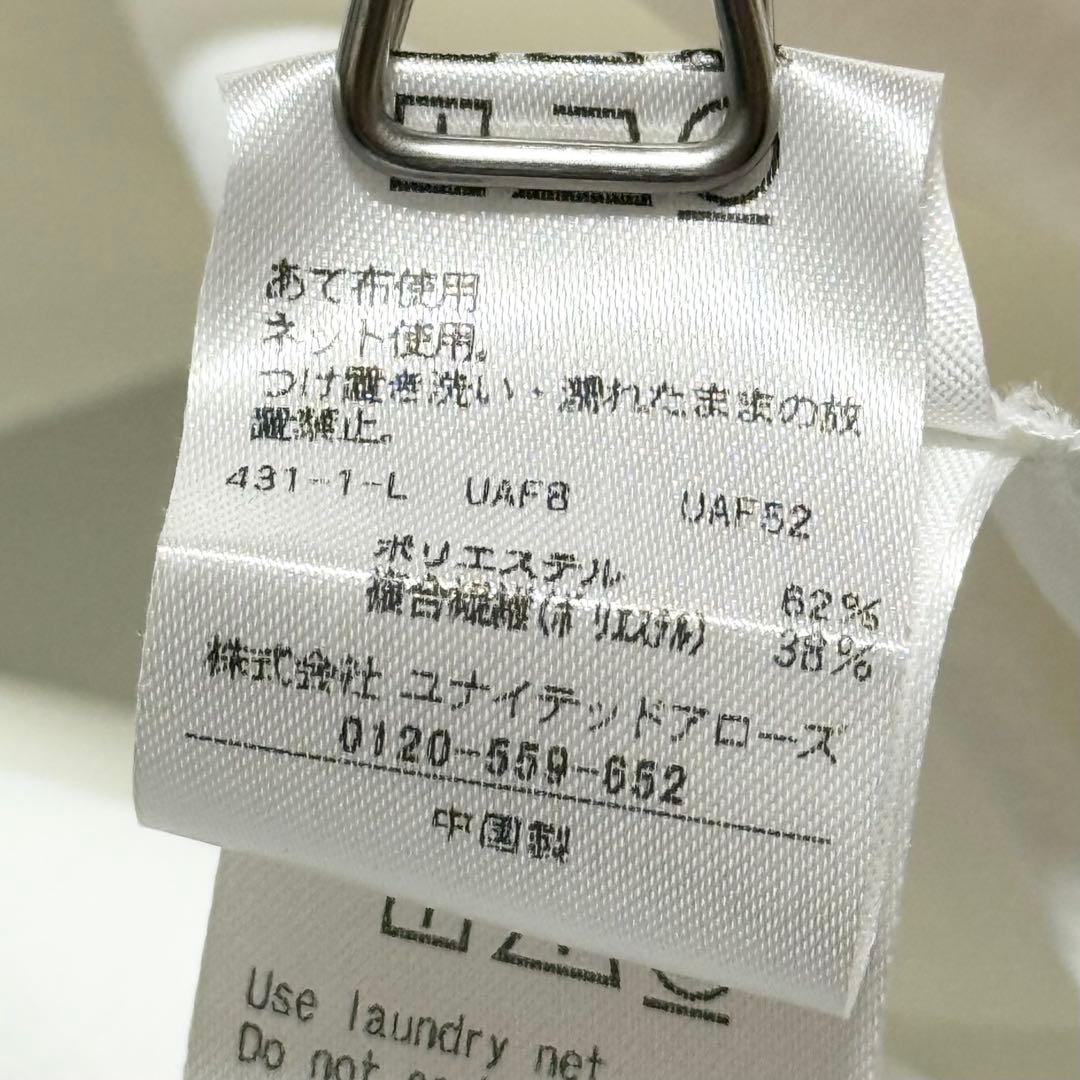 あて布使用
ネット使用。
つけ置き洗い・濡れたままの放
置禁止。
431-1-L UAF8 UAF52
ポリエステル 62%
複合繊維(ポリエステル) 38%
株式会社 ユナイテッドアローズ
0120-559-652
中国製
Use laundry net
Do not